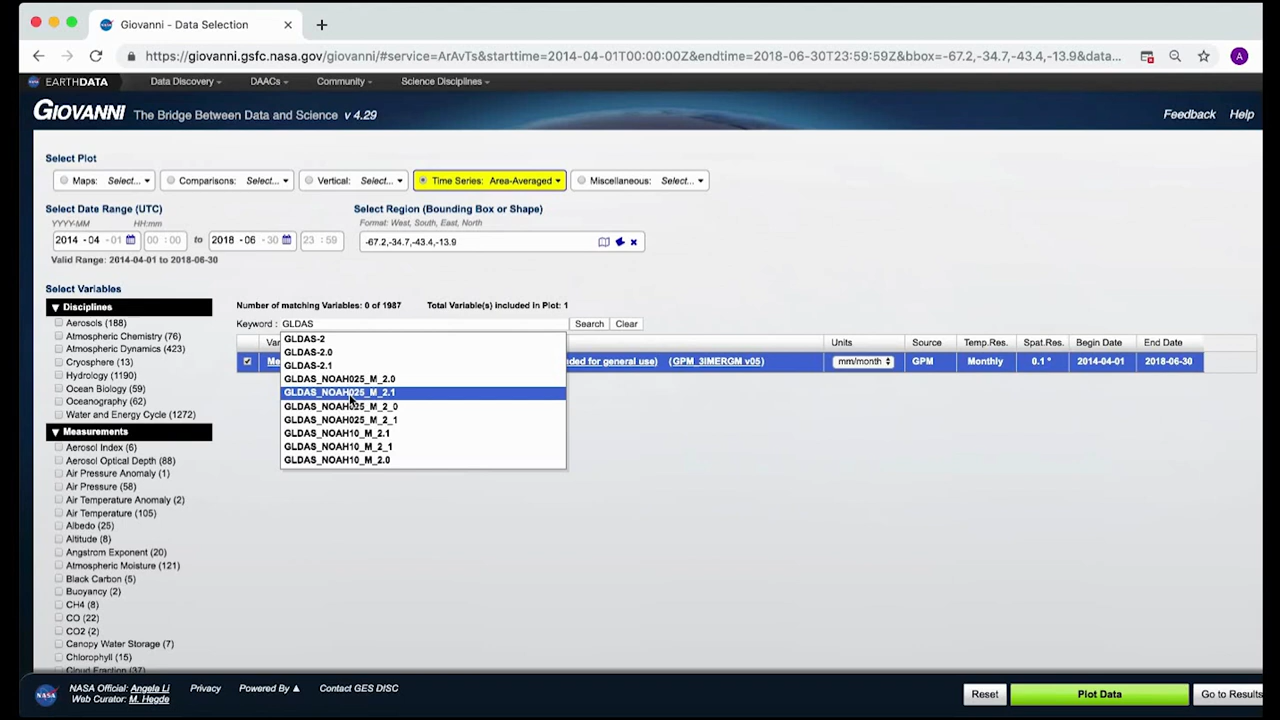 Giovanni - Data Selection
https://giovanni.gsfc.nasa.gov/giovanni/#service=ArAvTs&starttime=2014-04-01T00:00:00Z&endtime=2018-06-30T23:59:59Z&bbox=-67.2,-34.7,-43.4,-13.9&data...
A
EARTHDATA Data Discovery DAACs Community Science Disciplines
GIOVANNI The Bridge Between Data and Science v 4.29 Feedback Help
Select Plot
Maps: Select... Comparisons: Select... Vertical: Select... Time Series: Area-Averaged Miscellaneous: Select...
Select Date Range (UTC) Select Region (Bounding Box or Shape)
YYYY-MM HH:mm Format: West, South, East, North
2014 - 04 - 01 00 : 00 to 2018 - 06 - 30 23 : 59 -67.2,-34.7,-43.4,-13.9
Valid Range: 2014-04-01 to 2018-06-30
Select Variables
Disciplines
Aerosols (188)
Atmospheric Chemistry (76)
Atmospheric Dynamics (423)
Cryosphere (13)
Hydrology (1190)
Ocean Biology (59)
Oceanography (62)
Water and Energy Cycle (1272)
Measurements
Aerosol Index (6)
Aerosol Optical Depth (88)
Air Pressure Anomaly (1)
Air Pressure (58)
Air Temperature Anomaly (2)
Air Temperature (105)
Albedo (25)
Altitude (8)
Angstrom Exponent (20)
Atmospheric Moisture (121)
Black Carbon (5)
Buoyancy (2)
CH4 (8)
CO (22)
CO2 (2)
Canopy Water Storage (7)
Chlorophyll (15)
Cloud Fraction (37)
Number of matching Variables: 0 of 1987 Total Variable(s) included In Plot: 1
Keyword : GLDAS Search Clear
Units Source Temp.Res. Spat.Res. Begin Date End Date
ded for general use) (GPM_3IMERGM v05) mm/month GPM Monthly 0.1 ° 2014-04-01 2018-06-30
GLDAS-2
GLDAS-2.0
GLDAS-2.1
GLDAS_NOAH025_M_2.0
GLDAS_NOAH025_M_2.1
GLDAS_NOAH025_M_2_0
GLDAS_NOAH025_M_2_1
GLDAS_NOAH10_M_2.1
GLDAS_NOAH10_M_2_1
GLDAS_NOAH10_M_2.0
NASA Official: Angela Li Privacy Powered By Contact GES DISC
Web Curator: M. Hegde
Reset Plot Data Go to Results